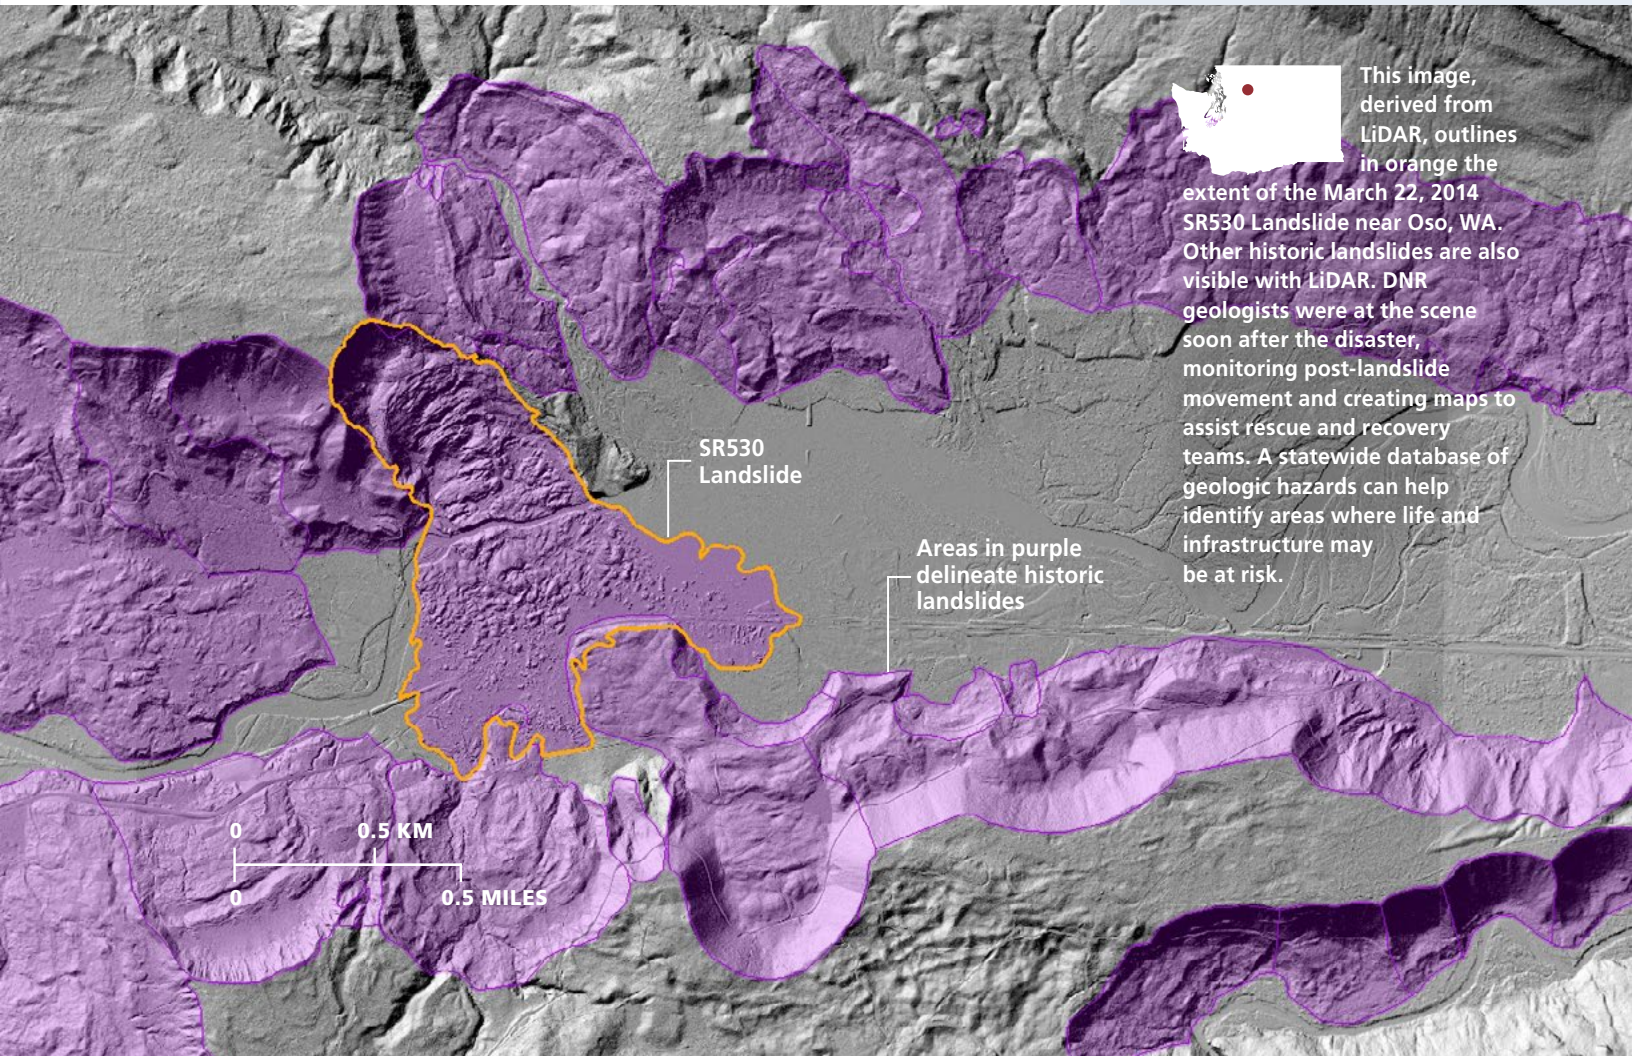 This image,
derived from
LiDAR, outlines
in orange the
extent of the March 22, 2014
SR530 Landslide near Oso, WA.
Other historic landslides are also
visible with LiDAR. DNR
geologists were at the scene
soon after the disaster,
monitoring post-landslide
movement and creating maps to
assist rescue and recovery
teams. A statewide database of
geologic hazards can help
identify areas where life and
infrastructure may
be at risk.
SR530
Landslide
Areas in purple
delineate historic
landslides
0
0.5 KM
0
0.5 MILES